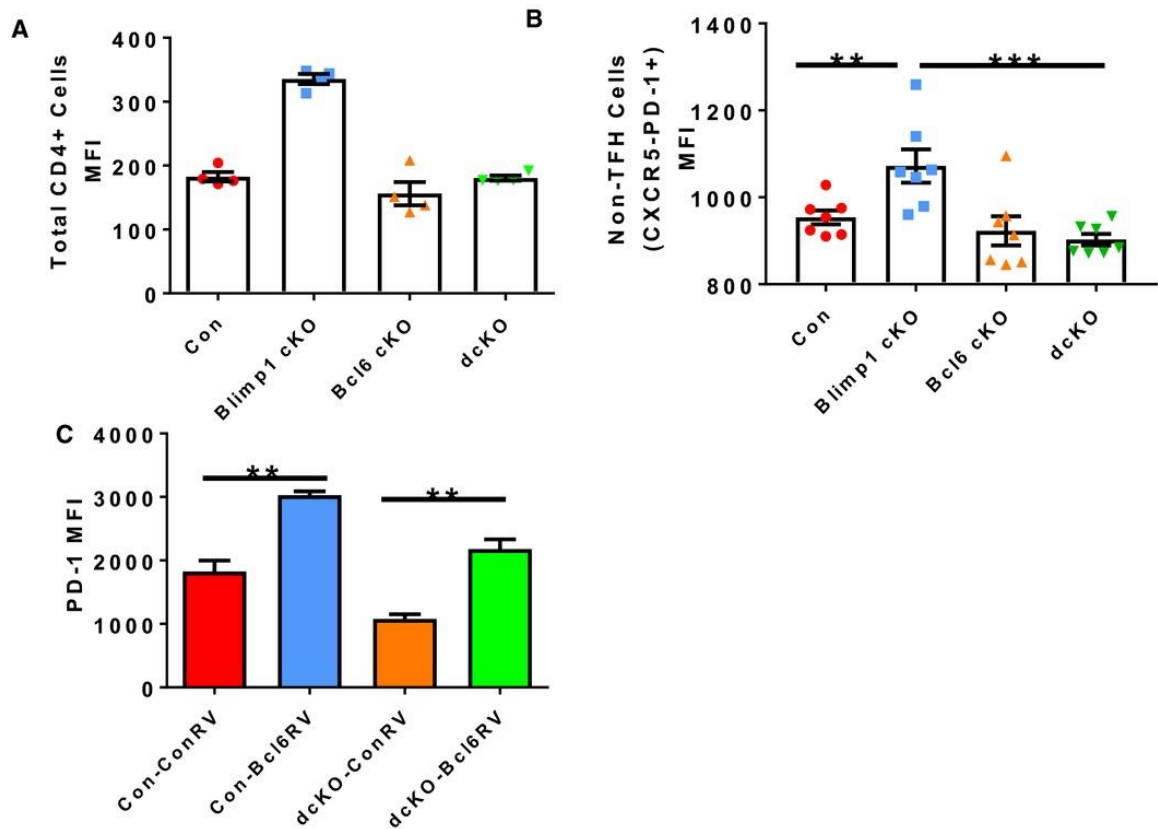 A
Total CD4+ Cells
MFI
400
300
200
100
0
Con
Blimp1 cKO
Bcl6 cKO
dcKO
B
Non-TFH Cells
(CXCR5-PD-1+)
MFI
1400
1200
1000
800
**
***
Con
Blimp1 cKO
Bcl6 cKO
dcKO
C
PD-1 MFI
4000
3000
2000
1000
0
**
**
Con-ConRV
Con-Bcl6RV
dcKO-ConRV
dcKO-Bcl6RV